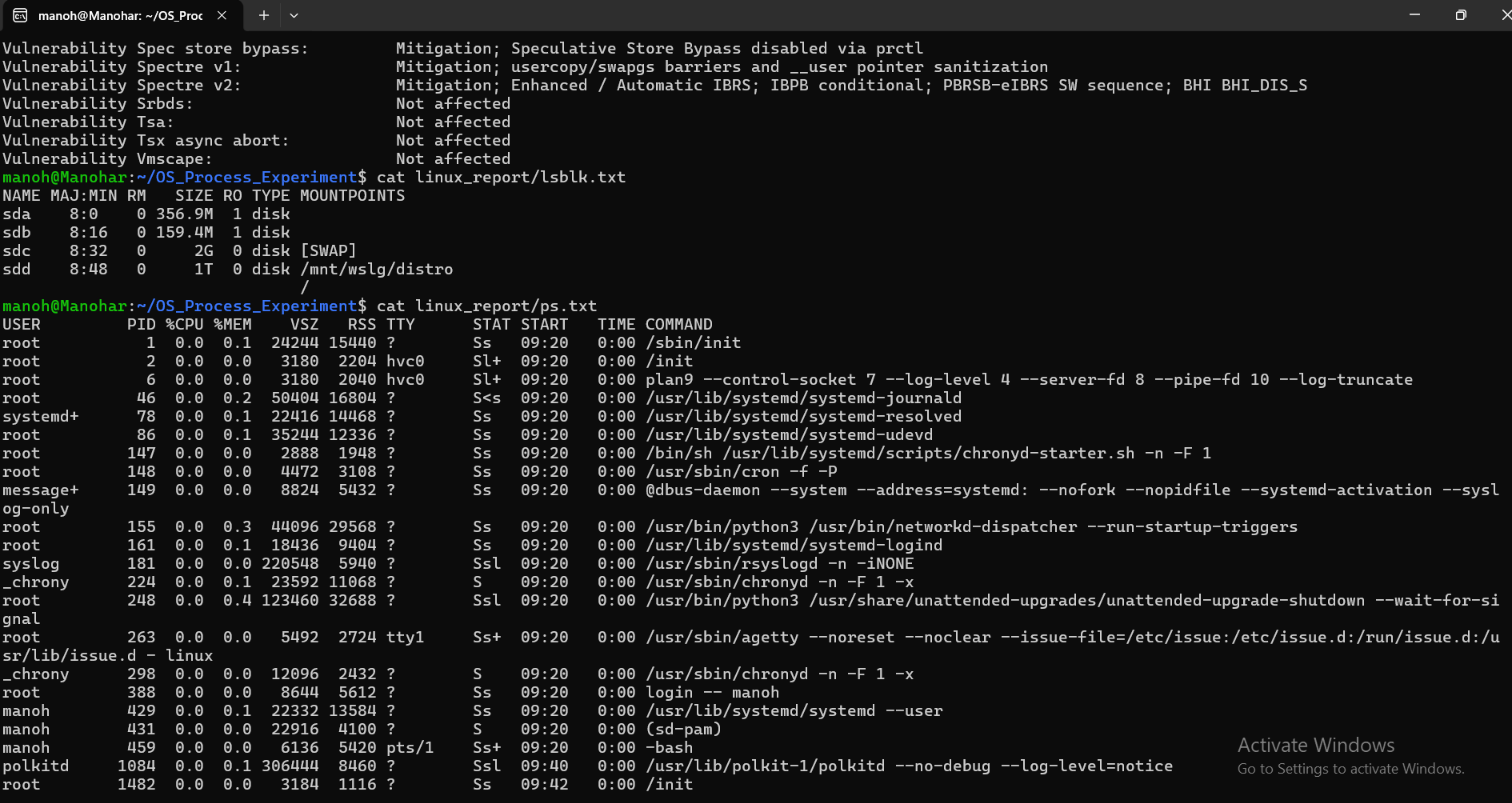 manoh@Manohar: ~/OS_Proc
Vulnerability Spec store bypass:         Mitigation; Speculative Store Bypass disabled via prctl
Vulnerability Spectre v1:                Mitigation; usercopy/swapgs barriers and __user pointer sanitization
Vulnerability Spectre v2:                Mitigation; Enhanced / Automatic IBRS; IBPB conditional; PBRSB-eIBRS SW sequence; BHI BHI_DIS_S
Vulnerability Srbds:                     Not affected
Vulnerability Tsa:                       Not affected
Vulnerability Tsx async abort:           Not affected
Vulnerability Vmscape:                   Not affected
manoh@Manohar:~/OS_Process_Experiment$ cat linux_report/lsblk.txt
NAME MAJ:MIN RM   SIZE RO TYPE MOUNTPOINTS
sda    8:0    0 356.9M  1 disk
sdb    8:16   0 159.4M  1 disk
sdc    8:32   0     2G  0 disk [SWAP]
sdd    8:48   0     1T  0 disk /mnt/wslg/distro
                               /
manoh@Manohar:~/OS_Process_Experiment$ cat linux_report/ps.txt
USER         PID %CPU %MEM    VSZ   RSS TTY      STAT START   TIME COMMAND
root           1  0.0  0.1  24244 15440 ?        Ss   09:20   0:00 /sbin/init
root           2  0.0  0.0   3180  2204 hvc0     Sl+  09:20   0:00 /init
root           6  0.0  0.0   3180  2040 hvc0     Sl+  09:20   0:00 plan9 --control-socket 7 --log-level 4 --server-fd 8 --pipe-fd 10 --log-truncate
root          46  0.0  0.2  50404 16804 ?        S<s  09:20   0:00 /usr/lib/systemd/systemd-journald
systemd+      78  0.0  0.1  22416 14468 ?        Ss   09:20   0:00 /usr/lib/systemd/systemd-resolved
root          86  0.0  0.1  35244 12336 ?        Ss   09:20   0:00 /usr/lib/systemd/systemd-udevd
root         147  0.0  0.0   2888  1948 ?        Ss   09:20   0:00 /bin/sh /usr/lib/systemd/scripts/chronyd-starter.sh -n -F 1
root         148  0.0  0.0   4472  3108 ?        Ss   09:20   0:00 /usr/sbin/cron -f -P
message+     149  0.0  0.0   8824  5432 ?        Ss   09:20   0:00 @dbus-daemon --system --address=systemd: --nofork --nopidfile --systemd-activation --sysl
og-only
root         155  0.0  0.3  44096 29568 ?        Ss   09:20   0:00 /usr/bin/python3 /usr/bin/networkd-dispatcher --run-startup-triggers
root         161  0.0  0.1  18436  9404 ?        Ss   09:20   0:00 /usr/lib/systemd/systemd-logind
syslog       181  0.0  0.0 220548  5940 ?        Ssl  09:20   0:00 /usr/sbin/rsyslogd -n -iNONE
_chrony      224  0.0  0.1  23592 11068 ?        S    09:20   0:00 /usr/sbin/chronyd -n -F 1 -x
root         248  0.0  0.4 123460 32688 ?        Ssl  09:20   0:00 /usr/bin/python3 /usr/share/unattended-upgrades/unattended-upgrade-shutdown --wait-for-si
gnal
root         263  0.0  0.0   5492  2724 tty1     Ss+  09:20   0:00 /usr/sbin/agetty --noreset --noclear --issue-file=/etc/issue:/etc/issue.d:/run/issue.d:/u
sr/lib/issue.d - linux
_chrony      298  0.0  0.0  12096  2432 ?        S    09:20   0:00 /usr/sbin/chronyd -n -F 1 -x
root         388  0.0  0.0   8644  5612 ?        Ss   09:20   0:00 login -- manoh
manoh        429  0.0  0.1  22332 13584 ?        Ss   09:20   0:00 /usr/lib/systemd/systemd --user
manoh        431  0.0  0.0  22916  4100 ?        S    09:20   0:00 (sd-pam)
manoh        459  0.0  0.0   6136  5420 pts/1    Ss+  09:20   0:00 -bash
polkitd     1084  0.0  0.1 306444  8460 ?        Ssl  09:40   0:00 /usr/lib/polkit-1/polkitd --no-debug --log-level=notice
root        1482  0.0  0.0   3184  1116 ?        Ss   09:42   0:00 /init
Activate Windows
Go to Settings to activate Windows.